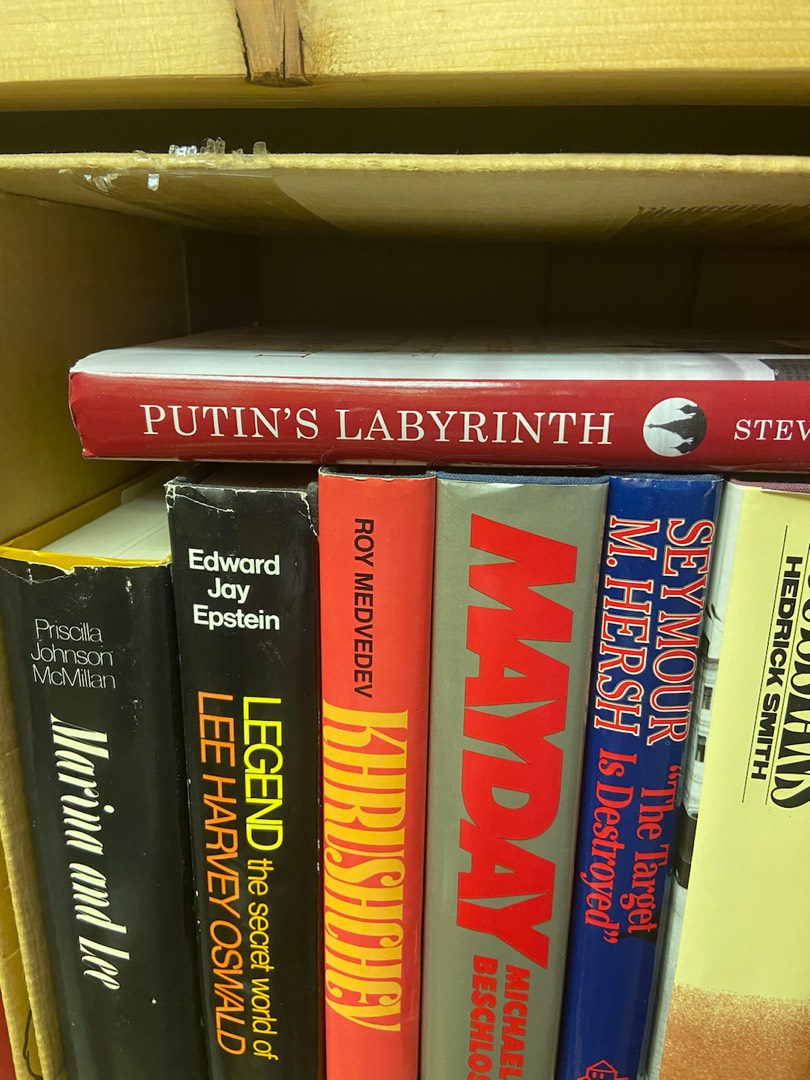 PUTIN'S LABYRINTH
STEV
Priscilla
Johnson
McMillan
Marina and Lee
Edward
Jay
Epstein
LEGEND the secret world of
LEE HARVEY OSWALD
ROY MEDVEDEV
KHRUSHCHEV
MAYDAY
MICHAEL
BESCHLOS
SEYMOUR
M. HERSH
"The Target
Is Destroyed"
HEDRICK SMITH